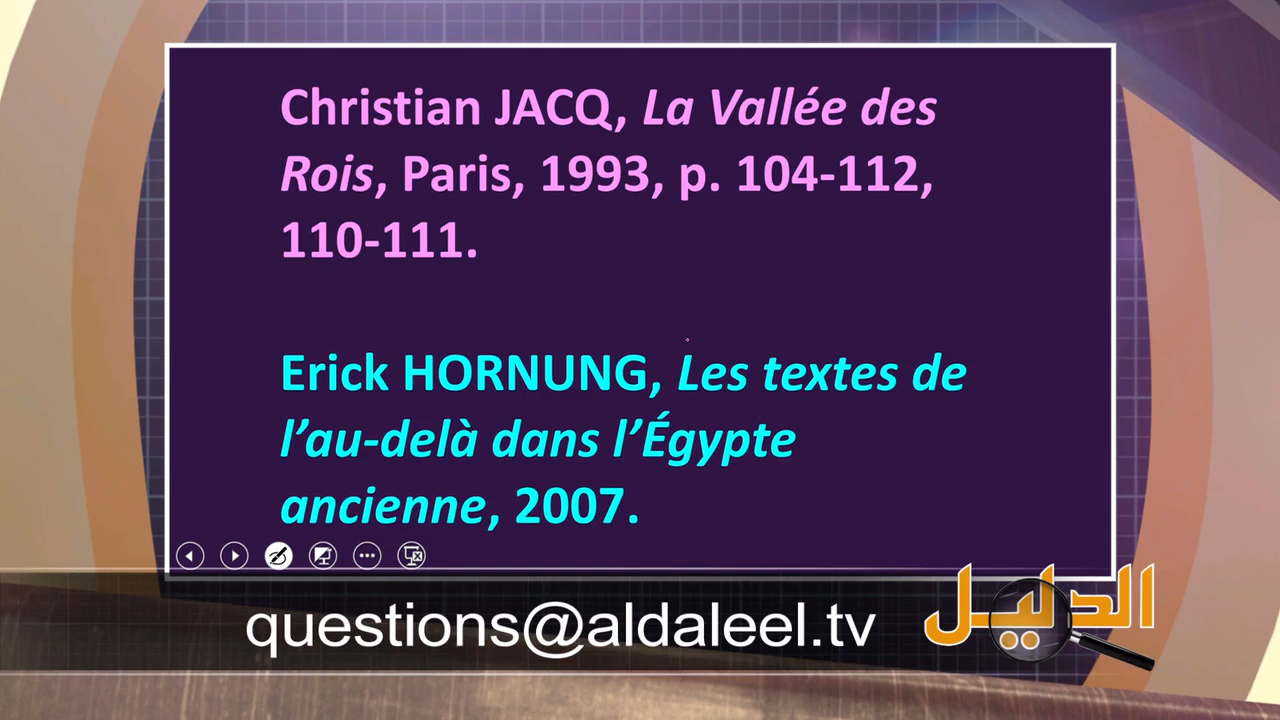 Christian JACQ, La Vallée des
Rois, Paris, 1993, p. 104-112,
110-111.
Erick HORNUNG, Les textes de
l’au-delà dans l’Égypte
ancienne, 2007.
questions@aldaleel.tv
الدليل